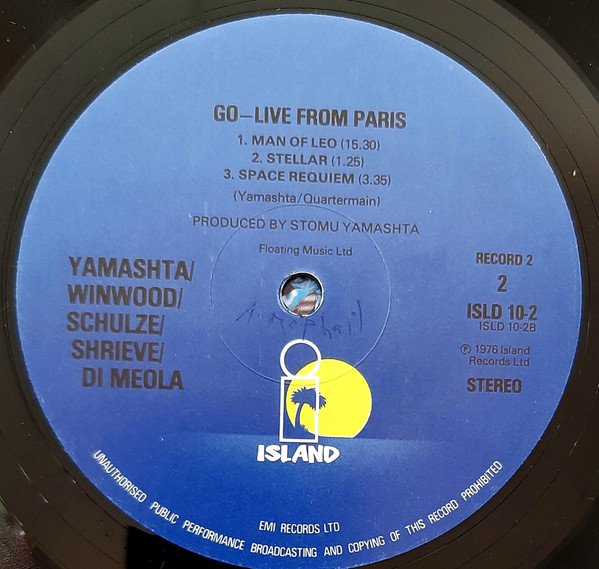 GO–LIVE FROM PARIS
1. MAN OF LEO (15.30)
2. STELLAR (1.25)
3. SPACE REQUIEM (3.35)
(Yamashta/Quartermain)
PRODUCED BY STOMU YAMASHTA
Floating Music Ltd
YAMASHTA/
WINWOOD/
SCHULZE/
SHRIEVE/
DI MEOLA
RECORD 2
2
ISLD 10-2
ISLD 10-2B
℗ 1976 Island
Records Ltd
STEREO
ISLAND
EMI RECORDS LTD
UNAUTHORISED PUBLIC PERFORMANCE BROADCASTING AND COPYING OF THIS RECORD PROHIBITED